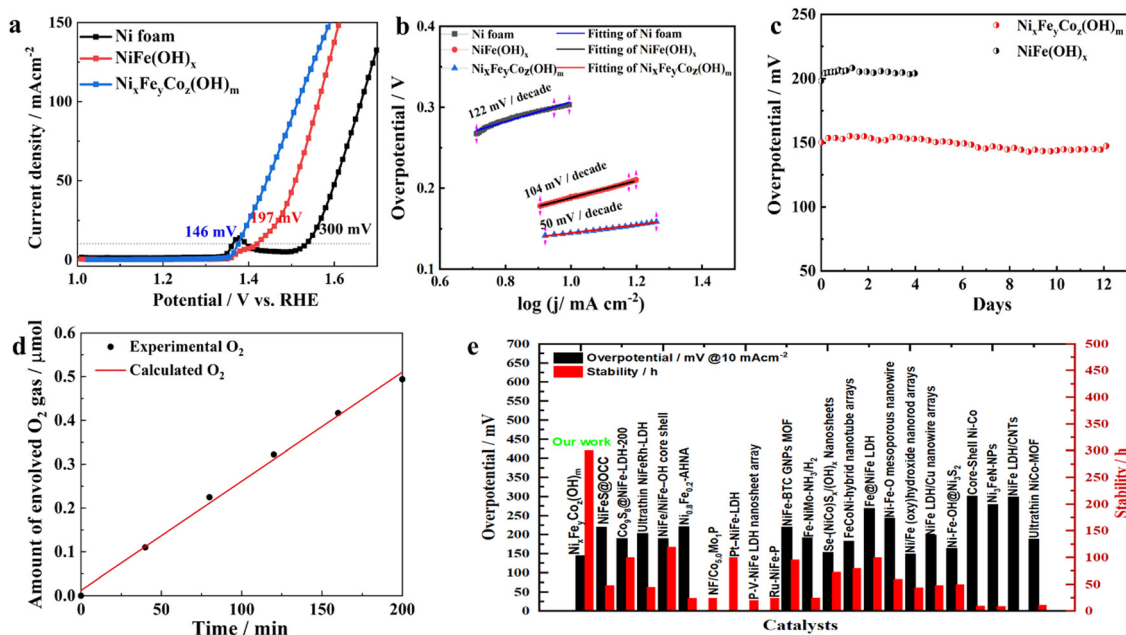 a
150
100
50
0
Current density / mAcm⁻²
Ni foam
NiFe(OH)ₓ
NiₓFeᵧCo_z(OH)ₘ
146 mV
197 mV
300 mV
1.0
1.2
1.4
1.6
Potential / V vs. RHE
b
Ni foam
NiFe(OH)ₓ
NiₓFeᵧCo_z(OH)ₘ
Fitting of Ni foam
Fitting of NiFe(OH)ₓ
Fitting of NiₓFeᵧCo_z(OH)ₘ
0.4
0.3
0.2
0.1
Overpotential / V
122 mV / decade
104 mV / decade
50 mV / decade
0.6
0.8
1.0
1.2
1.4
log (j/ mA cm⁻²)
c
NiₓFeᵧCo_z(OH)ₘ
NiFe(OH)ₓ
250
200
150
100
50
Overpotential / mV
0
2
4
6
8
10
12
Days
d
Experimental O₂
Calculated O₂
0.6
0.5
0.4
0.3
0.2
0.1
0.0
Amount of envolved O₂ gas / μmol
0
50
100
150
200
Time / min
e
Overpotential / mV @10 mAcm⁻²
Stability / h
700
650
600
550
500
450
400
350
300
250
200
150
100
50
0
Overpotential / mV
500
450
400
350
300
250
200
150
100
50
0
Stability / h
Our work
NiₓFeᵧCo_z(OH)ₘ
NiFeS@OCC
Co₉S₈@NiFe-LDH-200
Ultrathin NiFeRh-LDH
NiFe/NiFe–OH core shell
Ni₀.₈Fe₀.₂-AHNA
NF/Co₅.₀Mo₁P
Pt-NiFe-LDH
P-V-NiFe LDH nanosheet array
Ru-NiFe-P
NiFe-BTC GNPs MOF
Fe-NiMo-NH₃/H₂
Se-(NiCo)Sₓ/(OH)ₓ Nanosheets
FeCoNi-hybrid nanotube arrays
Fe@NiFe LDH
Ni-Fe-O mesoporous nanowire
Ni/Fe (oxy)hydroxide nanorod arrays
NiFe LDH/Cu nanowire arrays
Ni-Fe-OH@Ni₃S₂
Core-Shell Ni-Co
Ni₃FeN-NPs
NiFe LDH/CNTs
Ultrathin NiCo-MOF
Catalysts